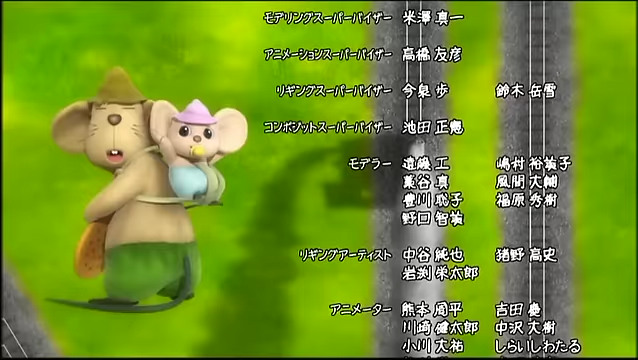 モデリングスーパーバイザー 米澤 真一
アニメーションスーパーバイザー 高橋 友彦
リギングスーパーバイザー 今泉 歩 鈴木 岳雪
コンポジットスーパーバイザー 池田 正憲
モデラー 遠藤 工 嶋村 裕美子
藁谷 真 風間 大輔
豊川 聡子 福原 秀樹
野口 智美
リギングアーティスト 中谷 純也 猪野 高史
岩渕 栄太郎
アニメーター 熊本 周平 吉田
川崎 健太郎 中沢 大樹
小川 大祐 しらいしわたる